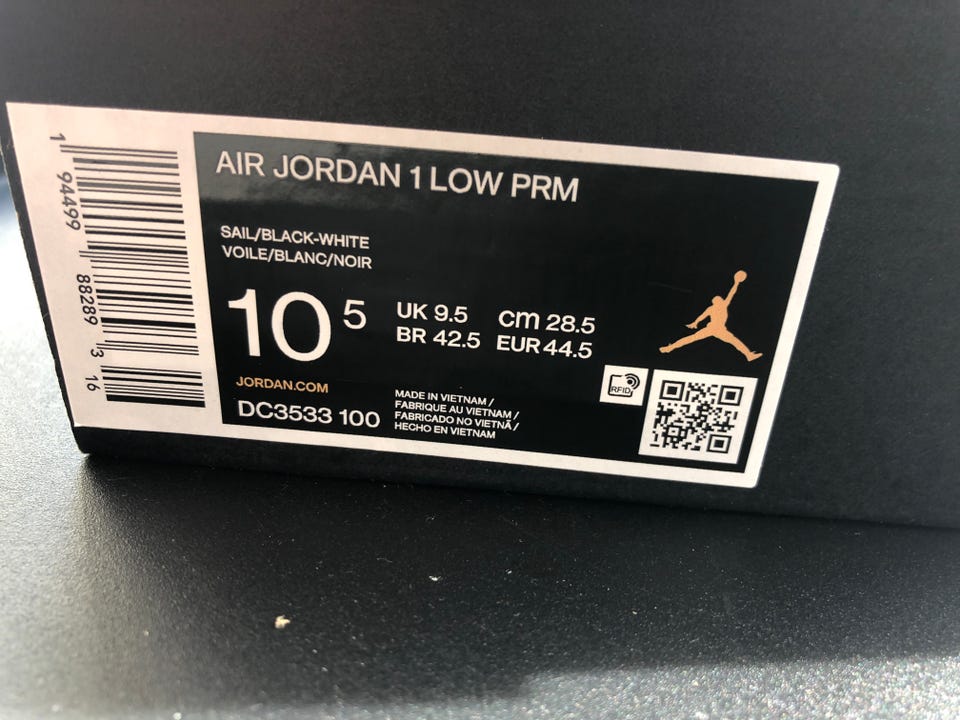 AIR JORDAN 1 LOW PRM
SAIL/BLACK-WHITE
VOILE/BLANC/NOIR
10 5
UK 9.5 cm 28.5
BR 42.5 EUR 44.5
JORDAN.COM
DC3533 100
MADE IN VIETNAM /
FABRIQUE AU VIETNAM /
FABRICADO NO VIETNÃ /
HECHO EN VIETNAM
RFID
1 94499 88289 3 16